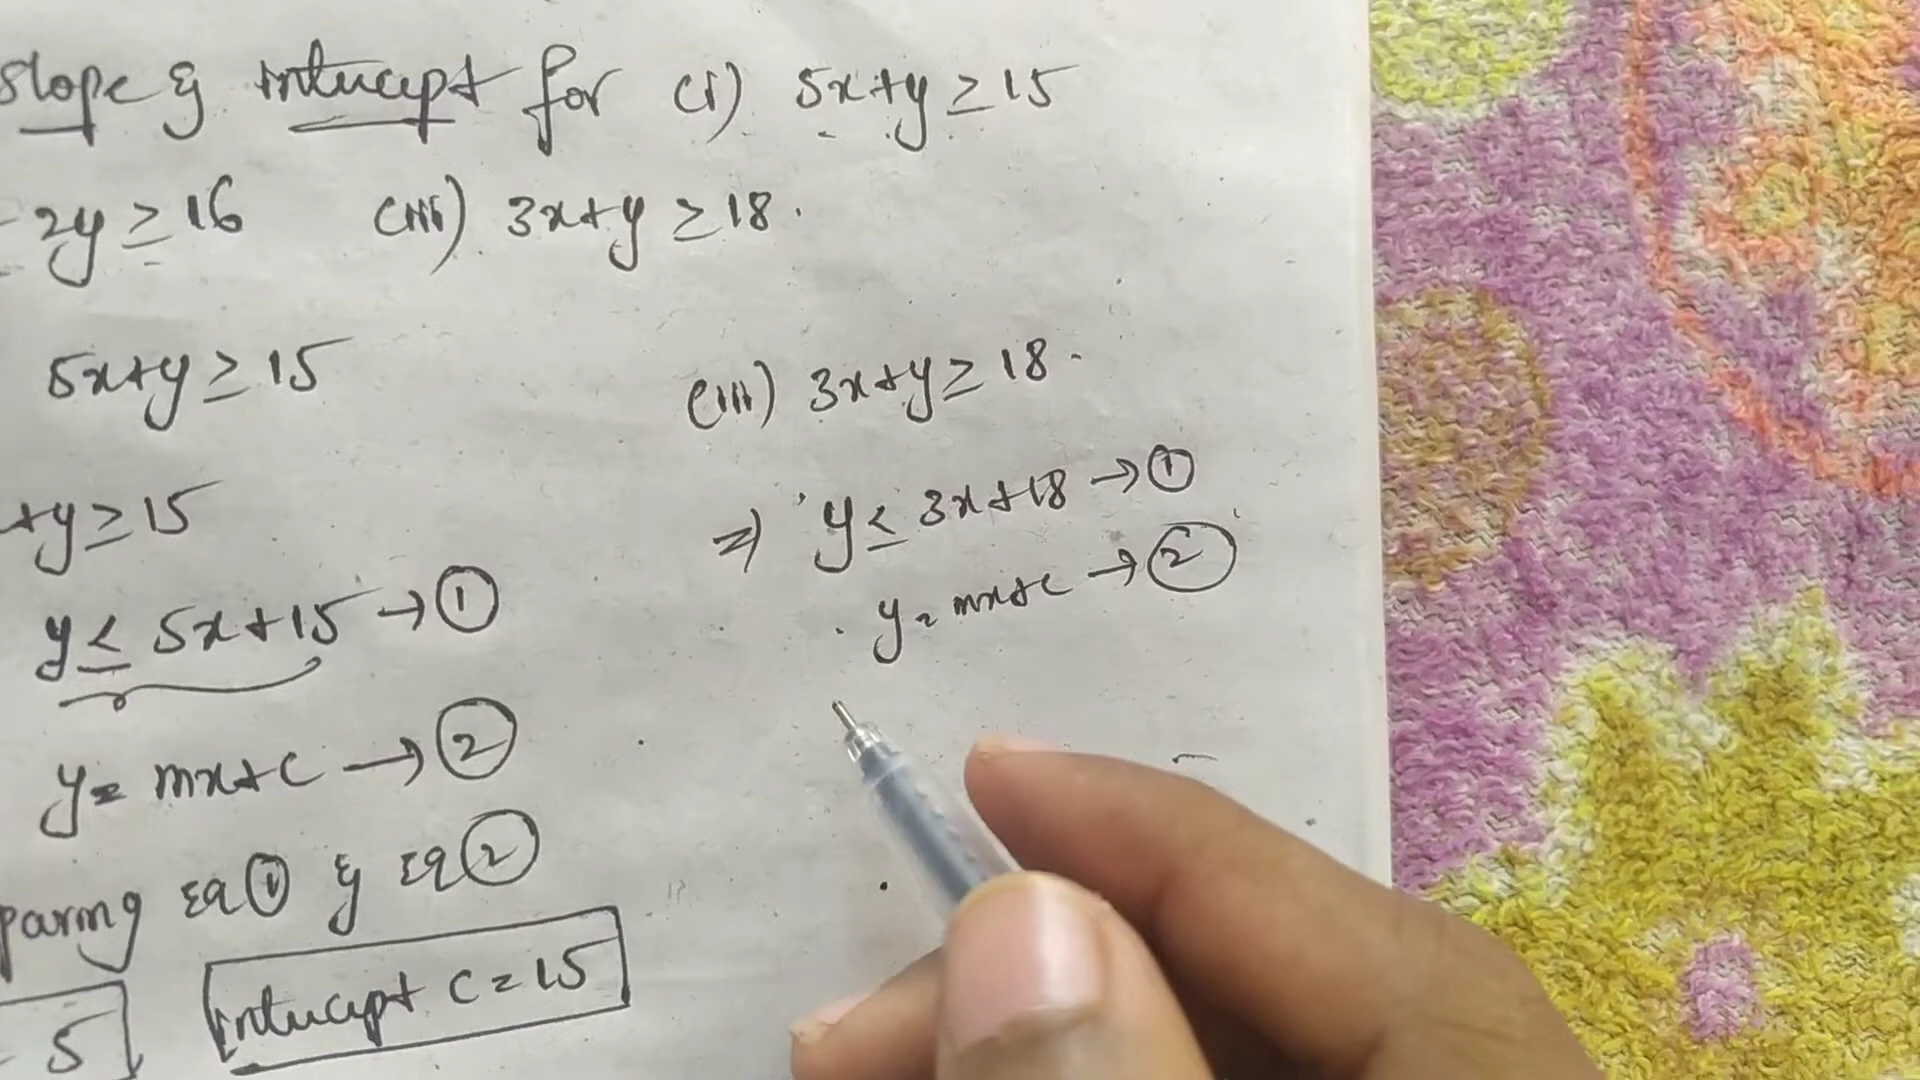 slope & intercept for (i) 5x+y ≥ 15
- 2y ≥ 16 (iii) 3x+y ≥ 18.
5x+y ≥ 15
+y ≥ 15
y ≤ 5x+15 → ①
y = mx+c → ②
paring Eq ① & Eq ②
5
intercept c = 15
(iii) 3x+y ≥ 18.
⇒ y ≤ 3x+18 → ①
y = mx+c → ②